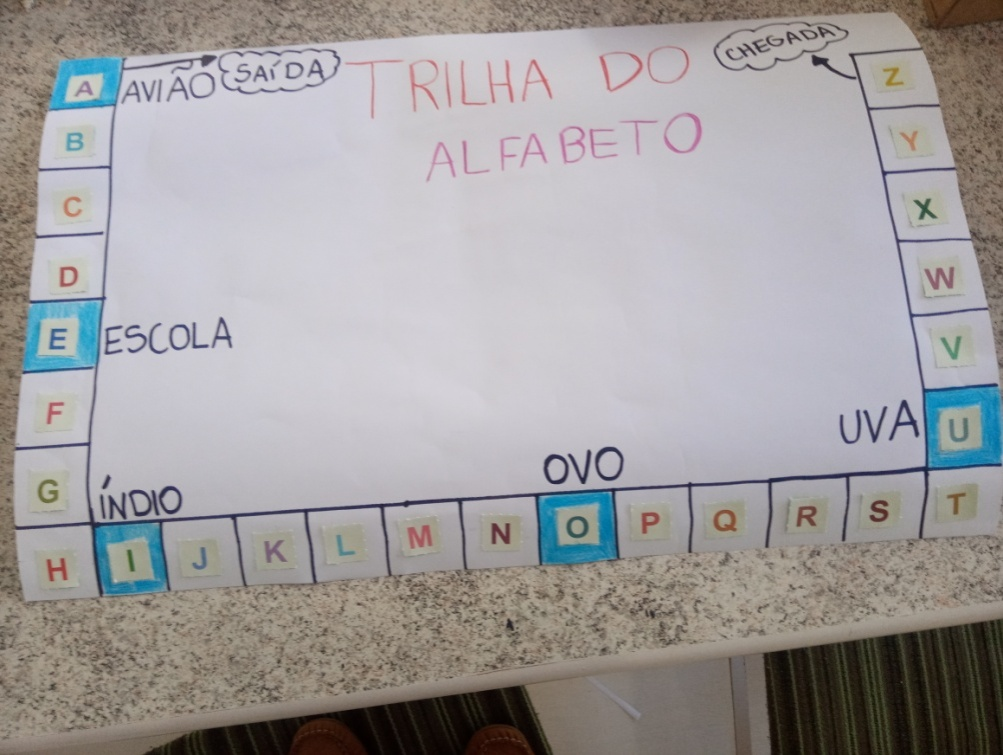 TRILHA DO
ALFABETO
SAÍDA
CHEGADA
A AVIÃO
B
C
D
E ESCOLA
F
G
H
ÍNDIO
I
J
K
L
M
N
OVO
O
P
Q
R
S
T
UVA U
V
W
X
Y
Z